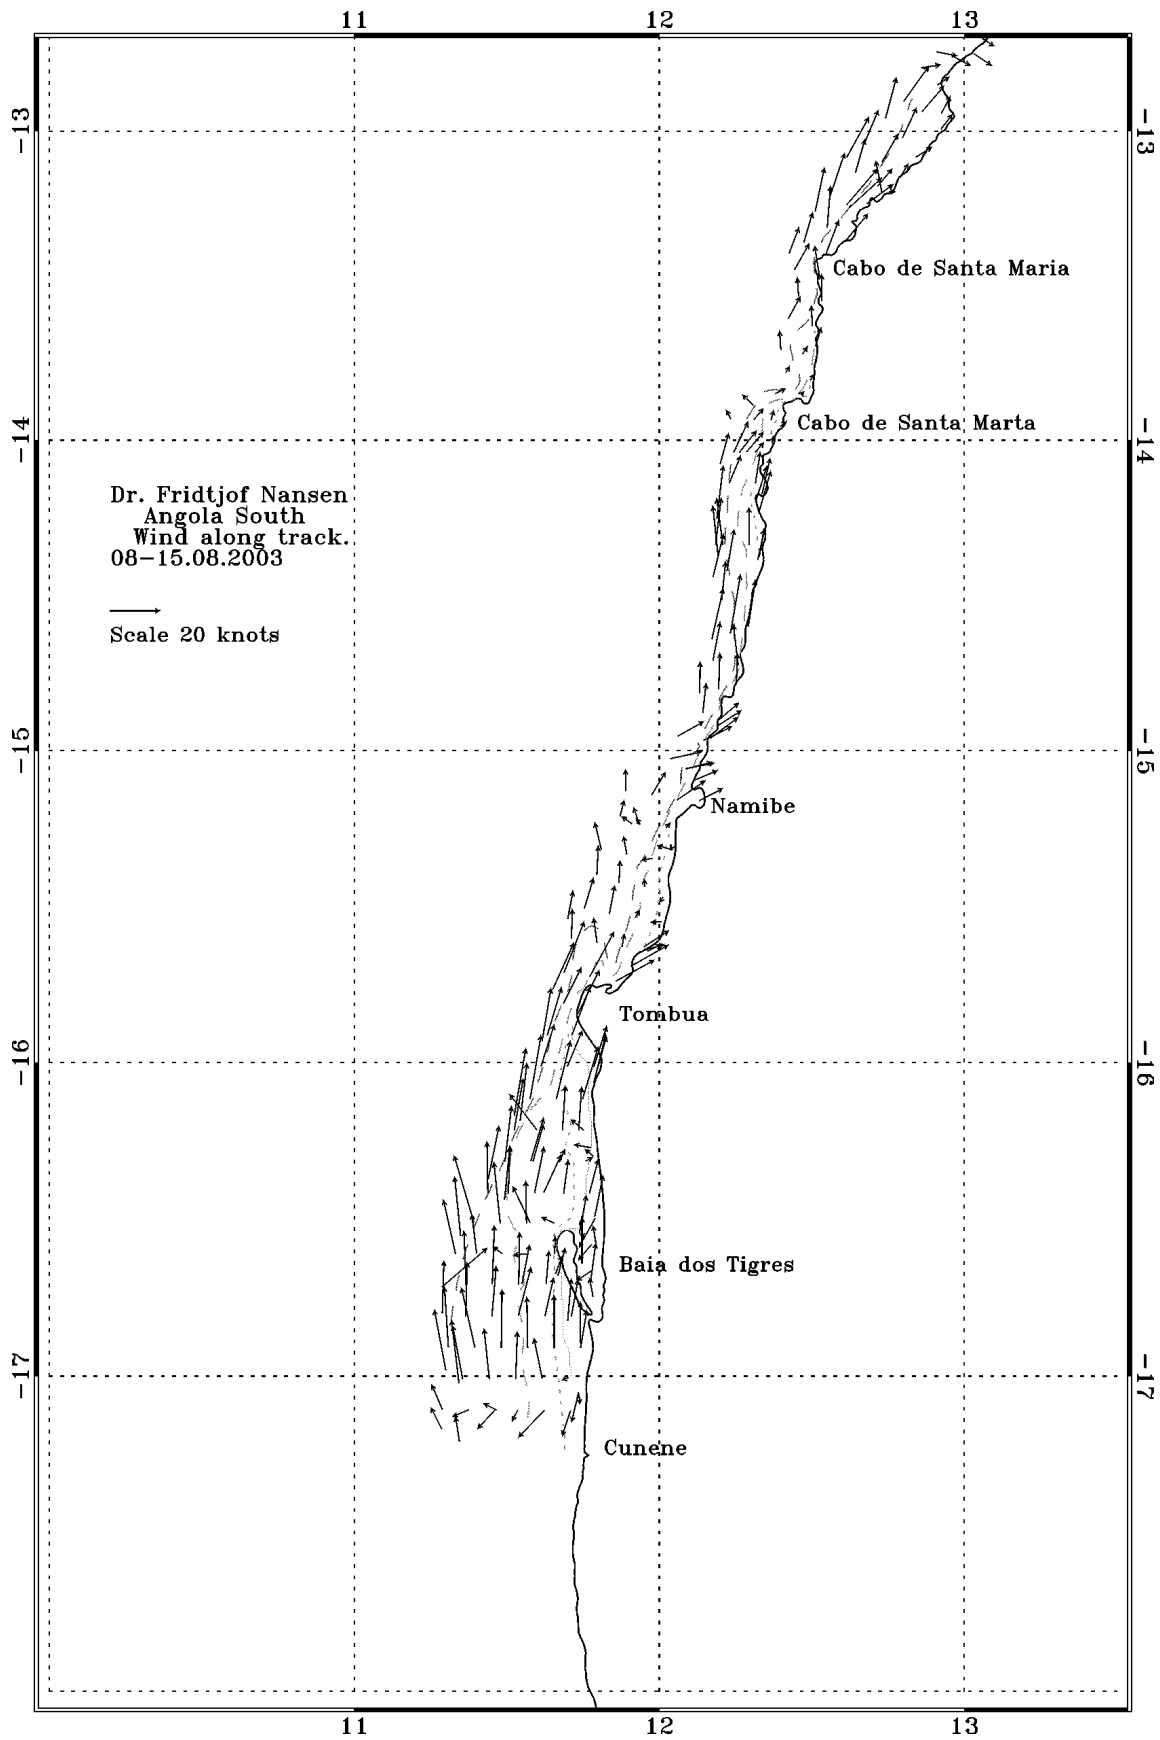 11 12 13
-13 -13
Cabo de Santa Maria
Cabo de Santa Marta
-14 -14
Dr. Fridtjof Nansen
Angola South
Wind along track.
08-15.08.2003
Scale 20 knots
-15 -15
Namibe
Tombua
-16 -16
Baia dos Tigres
-17 -17
Cunene
11 12 13